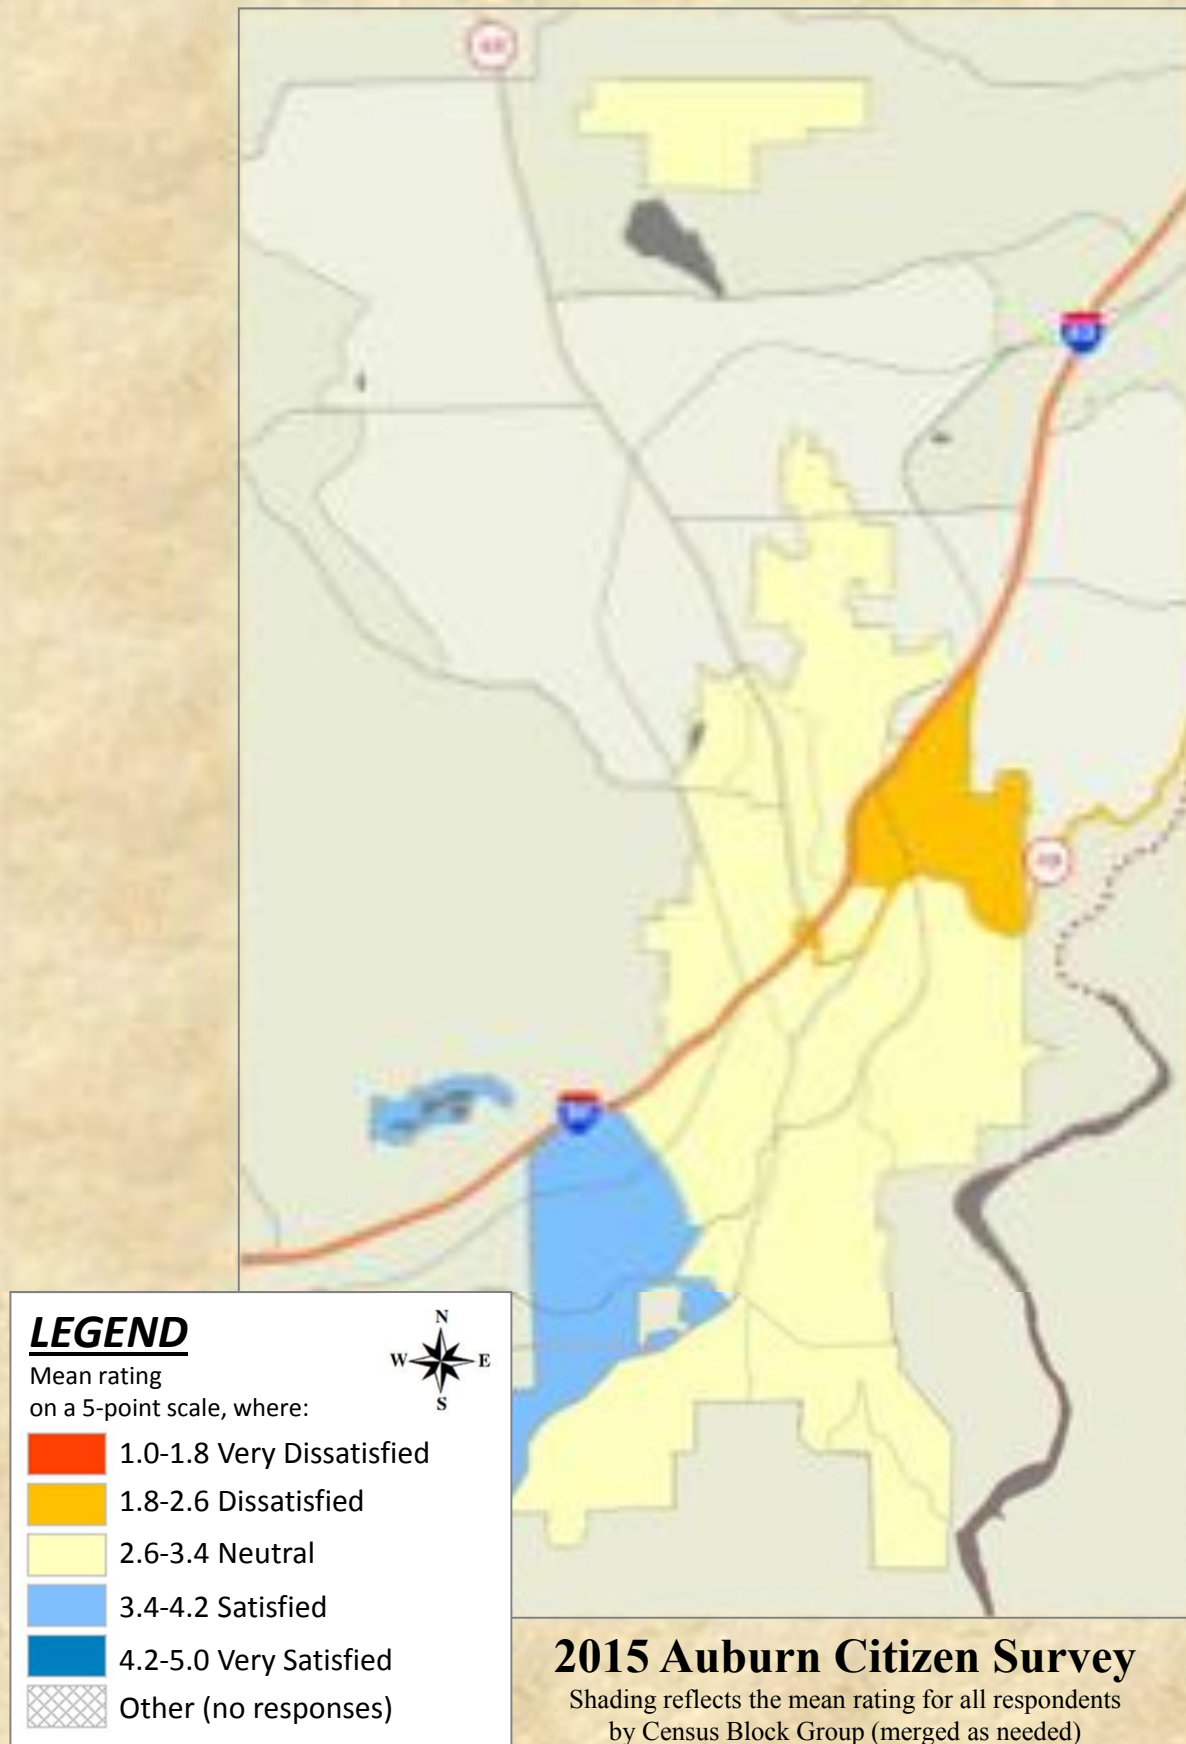 LEGEND
Mean rating
on a 5-point scale, where:
N
W
E
S
1.0-1.8 Very Dissatisfied
1.8-2.6 Dissatisfied
2.6-3.4 Neutral
3.4-4.2 Satisfied
4.2-5.0 Very Satisfied
Other (no responses)
2015 Auburn Citizen Survey
Shading reflects the mean rating for all respondents
by Census Block Group (merged as needed)